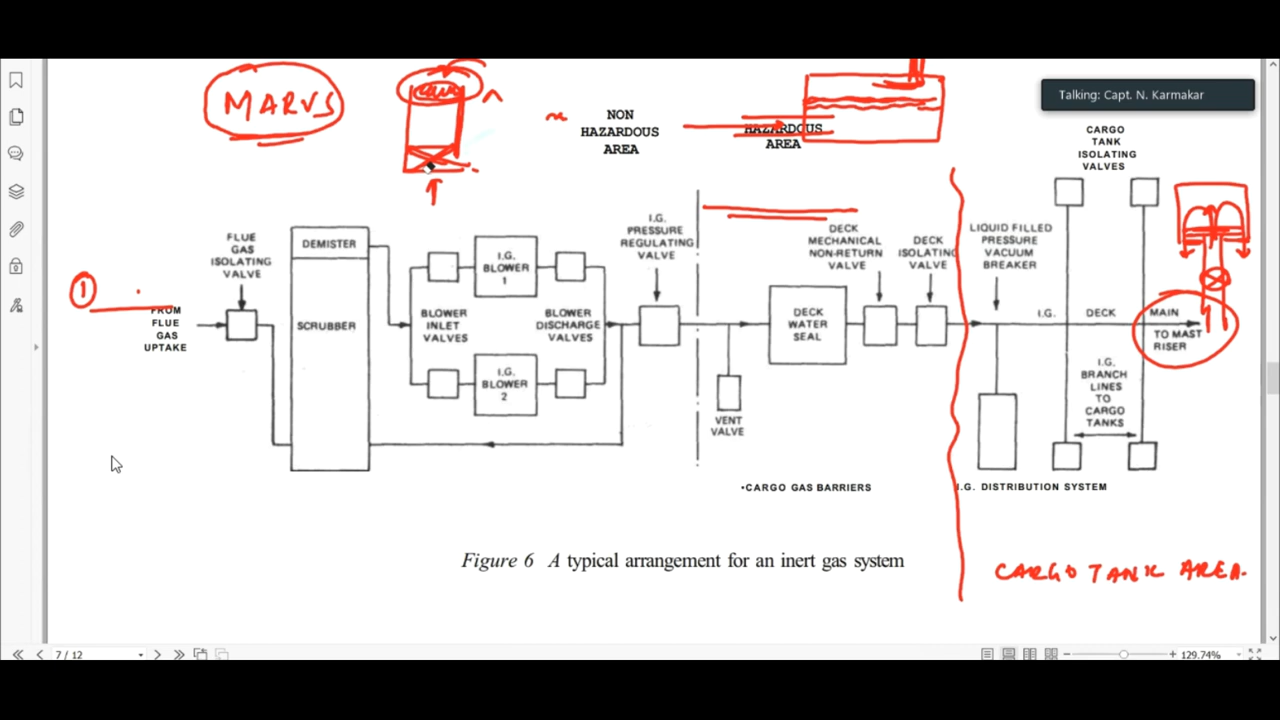 MARVS
Talking: Capt. N. Karmakar
NON
HAZARDOUS
AREA
HAZARDOUS
AREA
CARGO
TANK
ISOLATING
VALVES
FLUE
GAS
ISOLATING
VALVE
DEMISTER
I.G.
BLOWER
1
I.G.
PRESSURE
REGULATING
VALVE
DECK
MECHANICAL
NON-RETURN
VALVE
DECK
ISOLATING
VALVE
LIQUID FILLED
PRESSURE
VACUUM
BREAKER
1
FROM
FLUE
GAS
UPTAKE
SCRUBBER
BLOWER
INLET
VALVES
BLOWER
DISCHARGE
VALVES
DECK
WATER
SEAL
I.G. DECK MAIN
TO MAST
RISER
I.G.
BLOWER
2
VENT
VALVE
I.G.
BRANCH
LINES
TO
CARGO
TANKS
•CARGO GAS BARRIERS
I.G. DISTRIBUTION SYSTEM
Figure 6 A typical arrangement for an inert gas system
CARGO TANK AREA.
7 / 12
129.74%